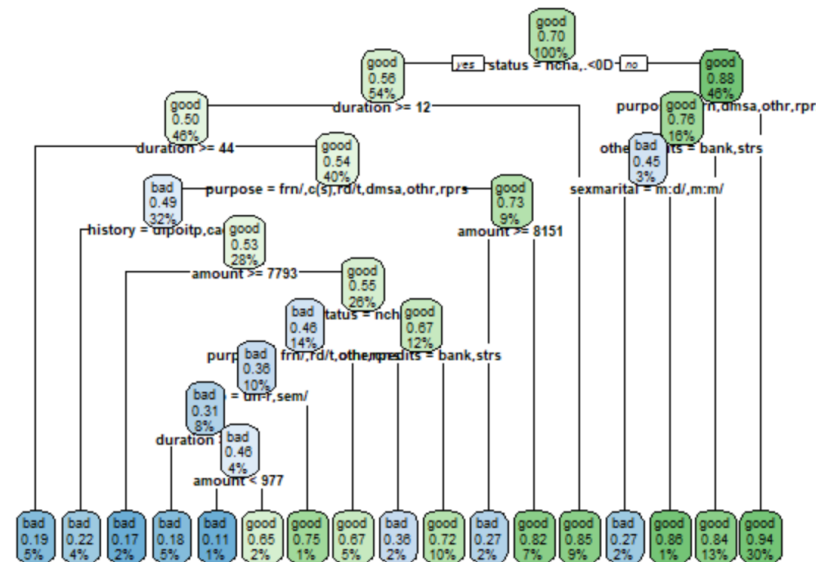 good
0.70
100%
yes status = ncha,.<0D no
good
0.56
54%
good
0.88
46%
duration >= 12
good
0.50
46%
good
0.76
16%
duration >= 44
good
0.54
40%
bad
0.45
3%
purpose = frn/,c(s),rd/t,dmsa,othr,rprs
sexmarital = m:d/,m:m/
bad
0.49
32%
good
0.73
9%
amount >= 8151
good
0.53
28%
amount >= 7793
good
0.55
26%
bad
0.46
14%
good
0.67
12%
bad
0.36
10%
bad
0.31
8%
bad
0.46
4%
amount < 977
bad
0.19
5%
bad
0.22
4%
bad
0.17
2%
bad
0.18
5%
bad
0.11
1%
good
0.65
2%
good
0.75
1%
good
0.67
5%
bad
0.36
2%
good
0.72
10%
bad
0.27
2%
good
0.82
7%
good
0.85
9%
bad
0.27
2%
good
0.86
1%
good
0.84
13%
good
0.94
30%